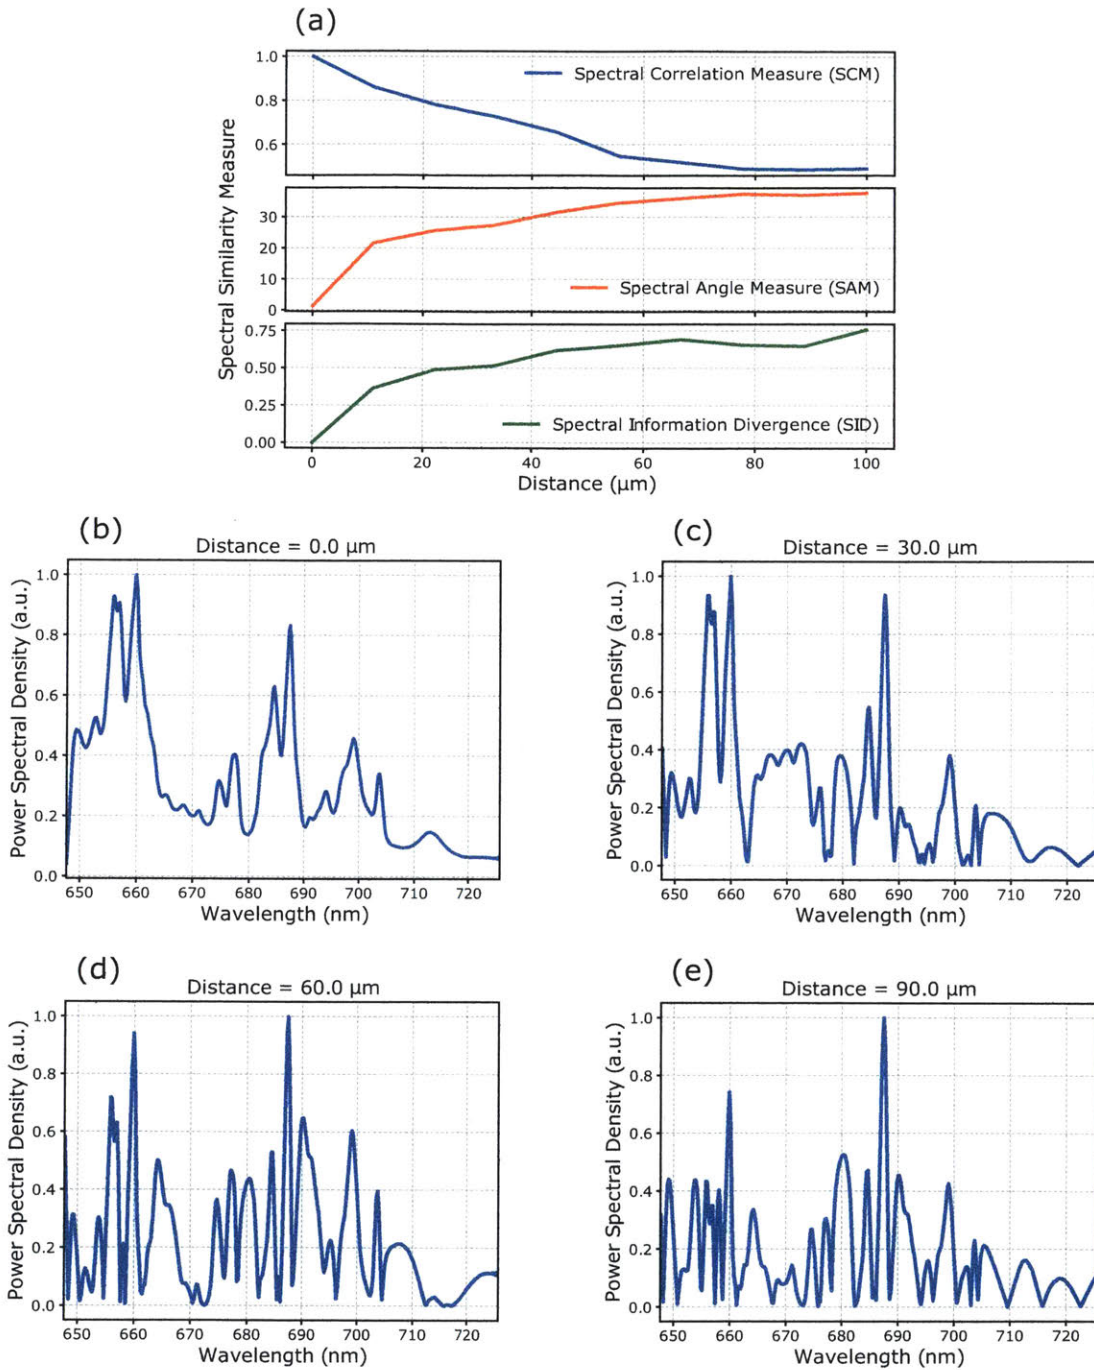 (a)
1.0
0.8
0.6
Spectral Correlation Measure (SCM)
Spectral Similarity Measure
30
20
10
0
Spectral Angle Measure (SAM)
0.75
0.50
0.25
0.00
Spectral Information Divergence (SID)
0 20 40 60 80 100
Distance (μm)
(b)
Distance = 0.0 μm
Power Spectral Density (a.u.)
1.0
0.8
0.6
0.4
0.2
0.0
650 660 670 680 690 700 710 720
Wavelength (nm)
(c)
Distance = 30.0 μm
Power Spectral Density (a.u.)
1.0
0.8
0.6
0.4
0.2
0.0
650 660 670 680 690 700 710 720
Wavelength (nm)
(d)
Distance = 60.0 μm
Power Spectral Density (a.u.)
1.0
0.8
0.6
0.4
0.2
0.0
650 660 670 680 690 700 710 720
Wavelength (nm)
(e)
Distance = 90.0 μm
Power Spectral Density (a.u.)
1.0
0.8
0.6
0.4
0.2
0.0
650 660 670 680 690 700 710 720
Wavelength (nm)